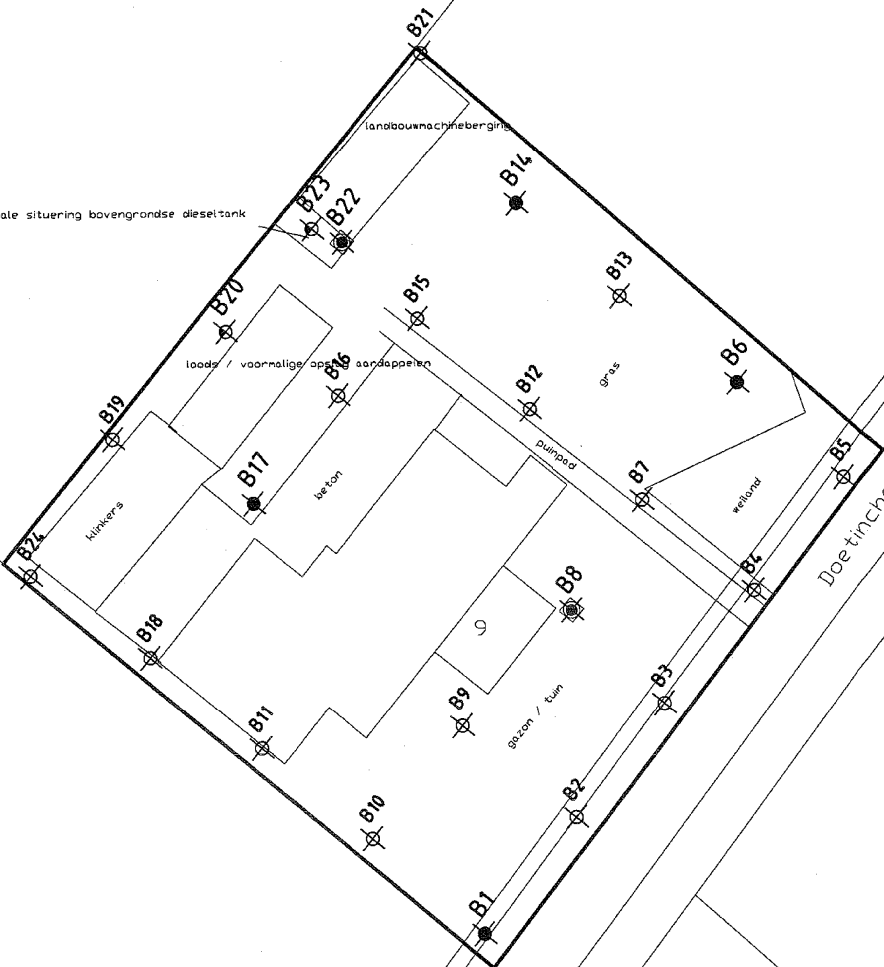 B21
landbouwmachineberging
B14
B23
B22
ale situering bovengrondse dieseltank
B20
B15
B13
loods / voormalige opslag aardappelen
B16
gras
B6
B12
B19
B17
puinpad
B5
beton
B7
weiland
klinkers
Doetinche
B24
B4
B8
9
B18
B3
B9
gazon / tuin
B11
B2
B10
B1